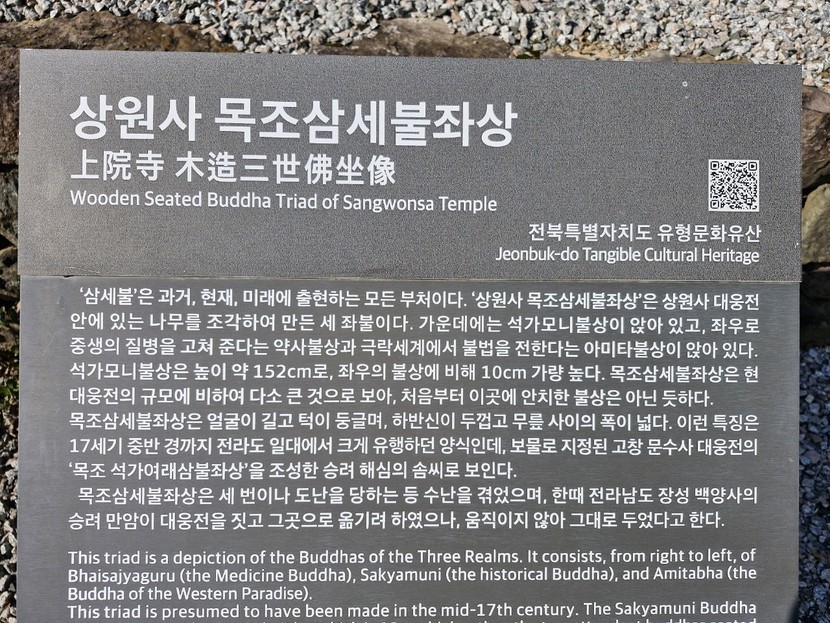 상원사 목조삼세불좌상
上院寺 木造三世佛坐像
Wooden Seated Buddha Triad of Sangwonsa Temple
전북특별자치도 유형문화유산
Jeonbuk-do Tangible Cultural Heritage
'삼세불'은 과거, 현재, 미래에 출현하는 모든 부처이다. '상원사 목조삼세불좌상'은 상원사 대웅전
안에 있는 나무를 조각하여 만든 세 좌불이다. 가운데에는 석가모니불상이 앉아 있고, 좌우로
중생의 질병을 고쳐 준다는 약사불상과 극락세계에서 불법을 전한다는 아미타불상이 앉아 있다.
석가모니불상은 높이 약 152cm로, 좌우의 불상에 비해 10cm 가량 높다. 목조삼세불좌상은 현
대웅전의 규모에 비하여 다소 큰 것으로 보아, 처음부터 이곳에 안치한 불상은 아닌 듯하다.
목조삼세불좌상은 얼굴이 길고 턱이 둥글며, 하반신이 두껍고 무릎 사이의 폭이 넓다. 이런 특징은
17세기 중반 경까지 전라도 일대에서 크게 유행하던 양식인데, 보물로 지정된 고창 문수사 대웅전의
'목조 석가여래삼불좌상'을 조성한 승려 해심의 솜씨로 보인다.
목조삼세불좌상은 세 번이나 도난을 당하는 등 수난을 겪었으며, 한때 전라남도 장성 백양사의
승려 만암이 대웅전을 짓고 그곳으로 옮기려 하였으나, 움직이지 않아 그대로 두었다고 한다.
This triad is a depiction of the Buddhas of the Three Realms. It consists, from right to left, of
Bhaisajyaguru (the Medicine Buddha), Sakyamuni (the historical Buddha), and Amitabha (the
Buddha of the Western Paradise).
This triad is presumed to have been made in the mid-17th century. The Sakyamuni Buddha